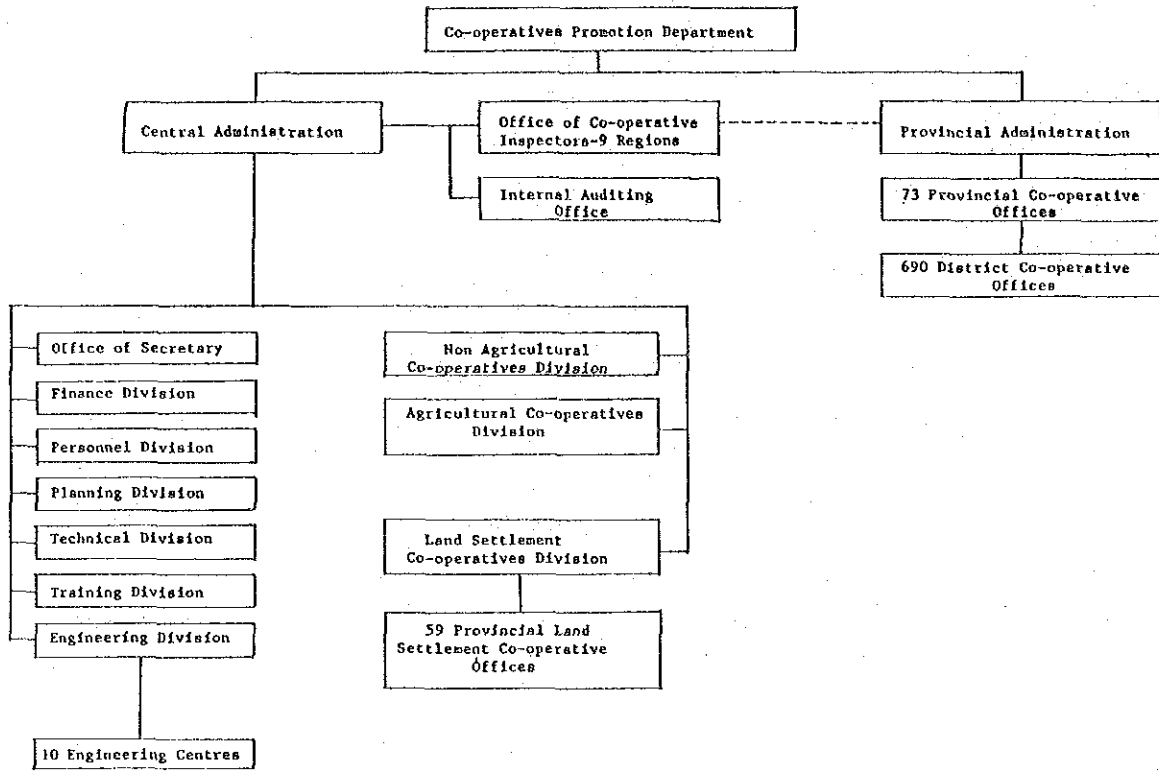 Co-operatives Promotion Department
Central Administration
Office of Co-operative
Inspectors-9 Regions
Provincial Administration
Internal Auditing
Office
73 Provincial Co-operative
Offices
690 District Co-operative
Offices
Office of Secretary
Finance Division
Personnel Division
Planning Division
Technical Division
Training Division
Engineering Division
10 Engineering Centres
Non Agricultural
Co-operatives Division
Agricultural Co-operatives
Division
Land Settlement
Co-operatives Division
59 Provincial Land
Settlement Co-operative
Offices